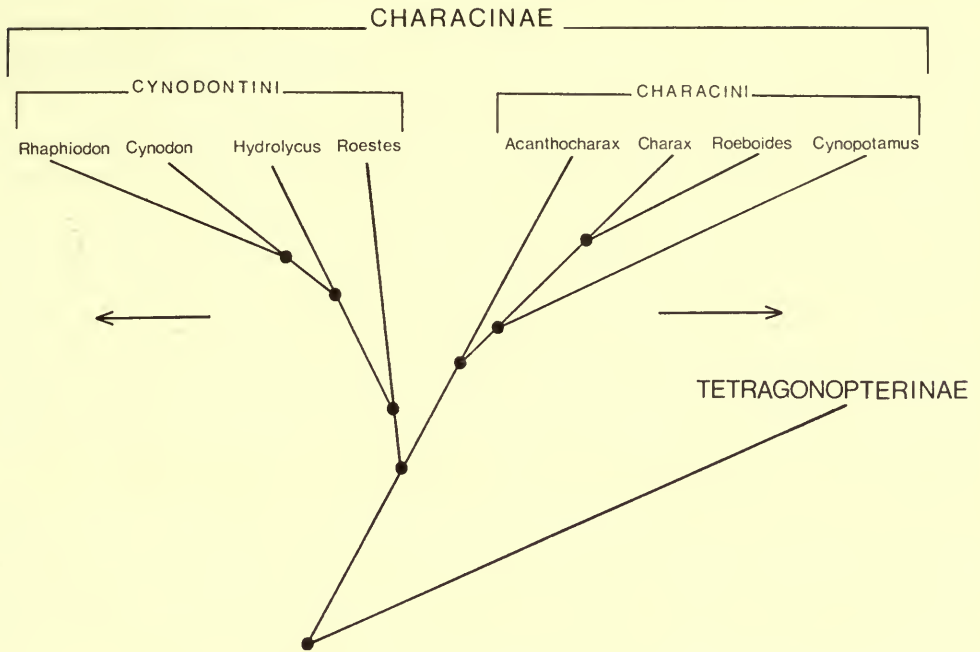 CHARACINAE
CYNODONTINI CHARACINI
Rhaphiodon Cynodon Hydrolycus Roestes Acanthocharax Charax Roeboides Cynopotamus
TETRAGONOPTERINAE